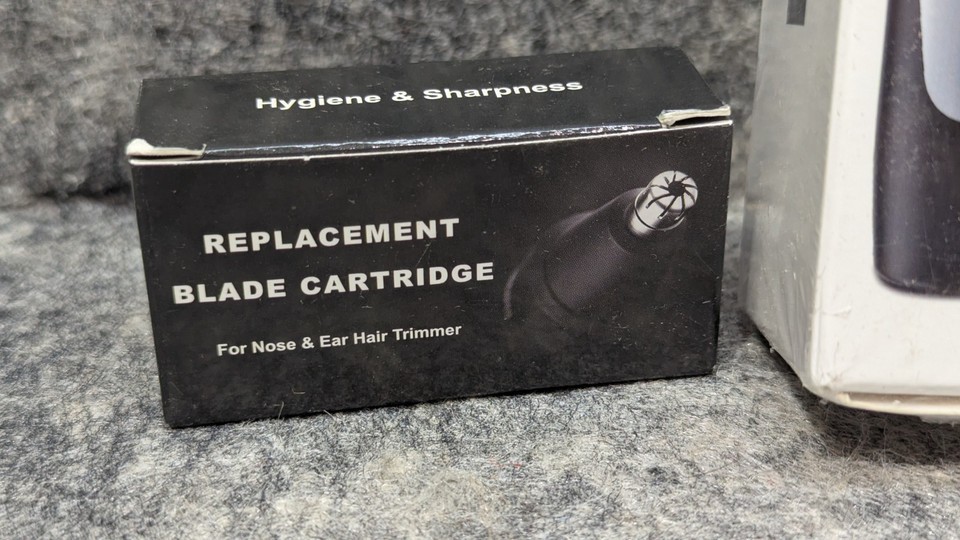 Hygiene & Sharpness
REPLACEMENT
BLADE CARTRIDGE
For Nose & Ear Hair Trimmer